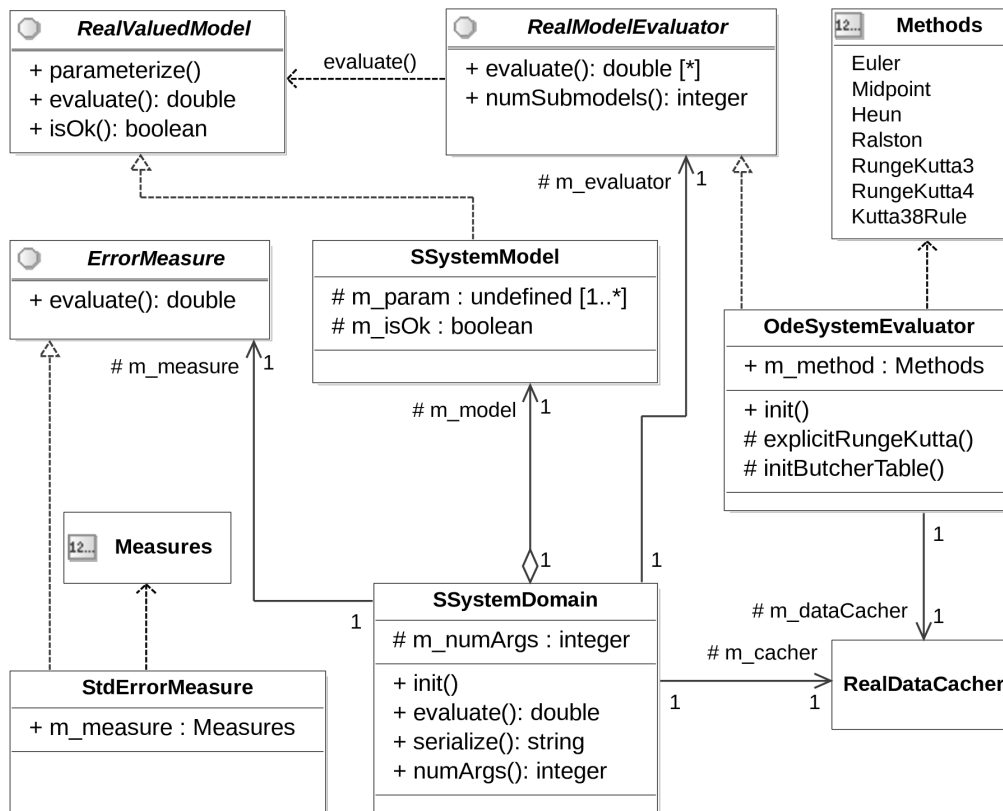 RealValuedModel
+ parameterize()
+ evaluate(): double
+ isOk(): boolean
evaluate()
RealModelEvaluator
+ evaluate(): double [*]
+ numSubmodels(): integer
12...
Methods
Euler
Midpoint
Heun
Ralston
RungeKutta3
RungeKutta4
Kutta38Rule
# m_evaluator
1
ErrorMeasure
+ evaluate(): double
# m_measure
1
SSystemModel
# m_param : undefined [1..*]
# m_isOk : boolean
# m_model
1
OdeSystemEvaluator
+ m_method : Methods
+ init()
# explicitRungeKutta()
# initButcherTable()
12...
Measures
1
1
1
1
SSystemDomain
# m_numArgs : integer
+ init()
+ evaluate(): double
+ serialize(): string
+ numArgs(): integer
# m_dataCacher
1
# m_cacher
1
1
RealDataCacher
StdErrorMeasure
+ m_measure : Measures